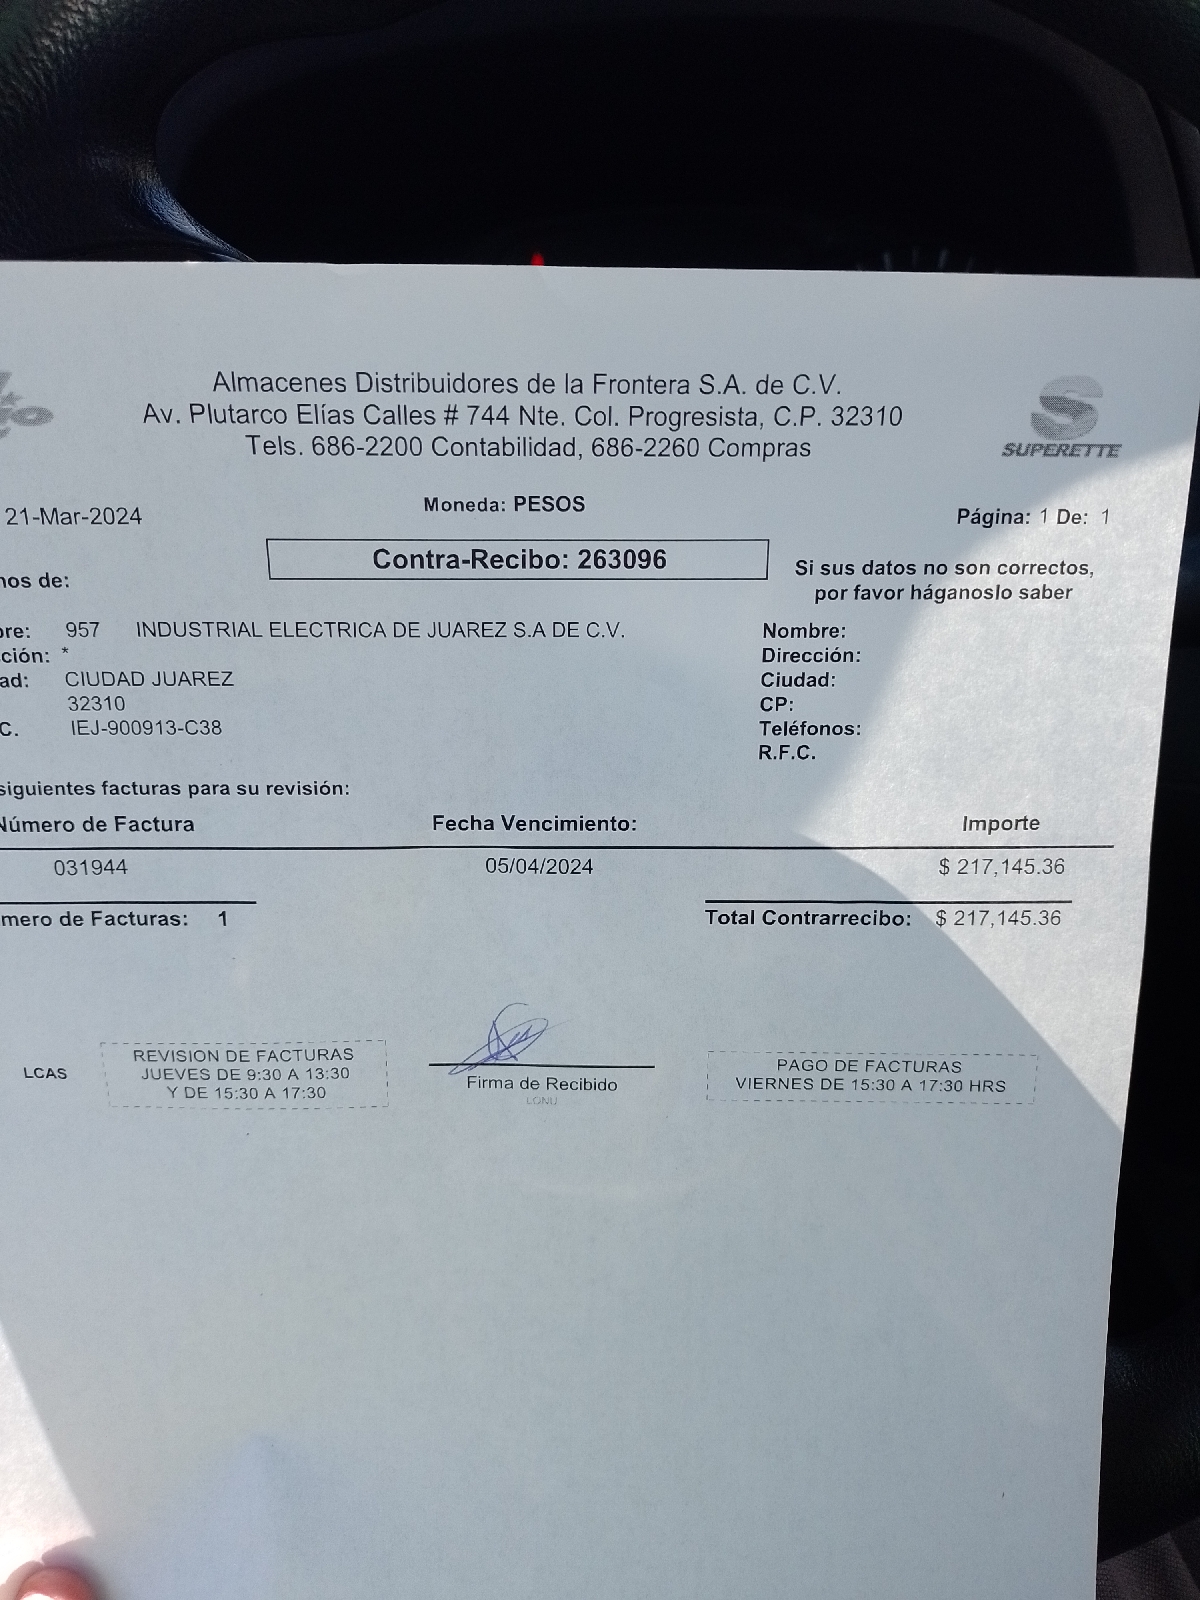 Almacenes Distribuidores de la Frontera S.A. de C.V.
Av. Plutarco Elías Calles # 744 Nte. Col. Progresista, C.P. 32310
Tels. 686-2200 Contabilidad, 686-2260 Compras
SUPERETTE
Moneda: PESOS
21-Mar-2024
Página: 1 De: 1
Contra-Recibo: 263096
Si sus datos no son correctos,
por favor háganoslo saber
nos de:
bre: 957 INDUSTRIAL ELECTRICA DE JUAREZ S.A DE C.V.
Nombre:
ción: *
Dirección:
ad: CIUDAD JUAREZ
Ciudad:
32310
CP:
C. IEJ-900913-C38
Teléfonos:
R.F.C.
siguientes facturas para su revisión:
Número de Factura Fecha Vencimiento: Importe
031944 05/04/2024 $ 217,145.36
mero de Facturas: 1 Total Contrarrecibo: $ 217,145.36
LCAS
REVISION DE FACTURAS
JUEVES DE 9:30 A 13:30
Y DE 15:30 A 17:30
Firma de Recibido
PAGO DE FACTURAS
VIERNES DE 15:30 A 17:30 HRS